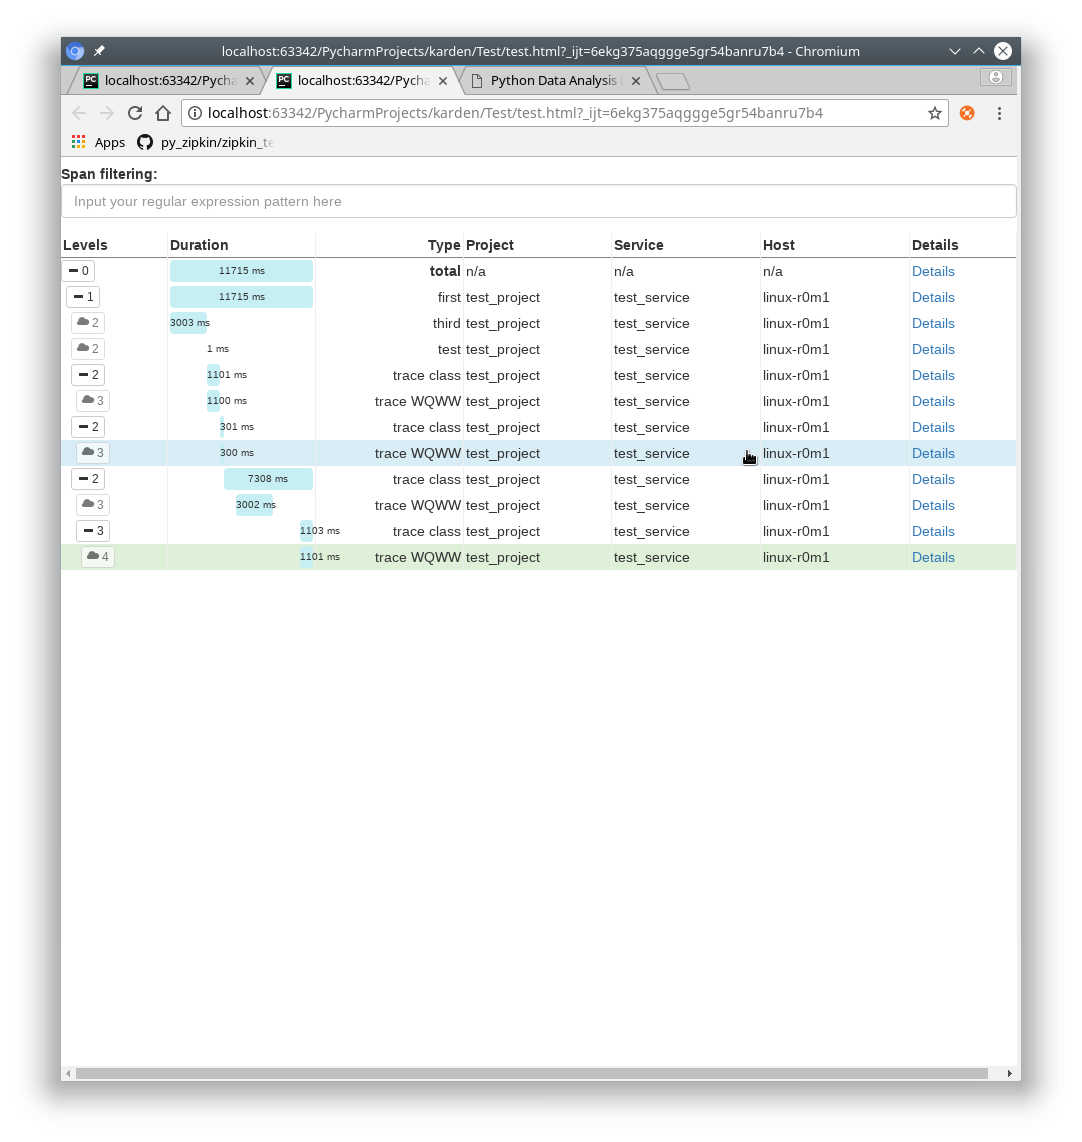 localhost:63342/PycharmProjects/karden/Test/test.html?_ijt=6ekg375aqggge5gr54banru7b4 - Chromium
PC localhost:63342/Pycha PC localhost:63342/Pycha Python Data Analysis
localhost:63342/PycharmProjects/karden/Test/test.html?_ijt=6ekg375aqggge5gr54banru7b4
Apps py_zipkin/zipkin_te
Span filtering:
Input your regular expression pattern here
Levels Duration Type Project Service Host Details
0 11715 ms total n/a n/a n/a Details
1 11715 ms first test_project test_service linux-r0m1 Details
2 3003 ms third test_project test_service linux-r0m1 Details
2 1 ms test test_project test_service linux-r0m1 Details
2 1101 ms trace class test_project test_service linux-r0m1 Details
3 1100 ms trace WQWW test_project test_service linux-r0m1 Details
2 301 ms trace class test_project test_service linux-r0m1 Details
3 300 ms trace WQWW test_project test_service linux-r0m1 Details
2 7308 ms trace class test_project test_service linux-r0m1 Details
3 3002 ms trace WQWW test_project test_service linux-r0m1 Details
3 1103 ms trace class test_project test_service linux-r0m1 Details
4 1101 ms trace WQWW test_project test_service linux-r0m1 Details